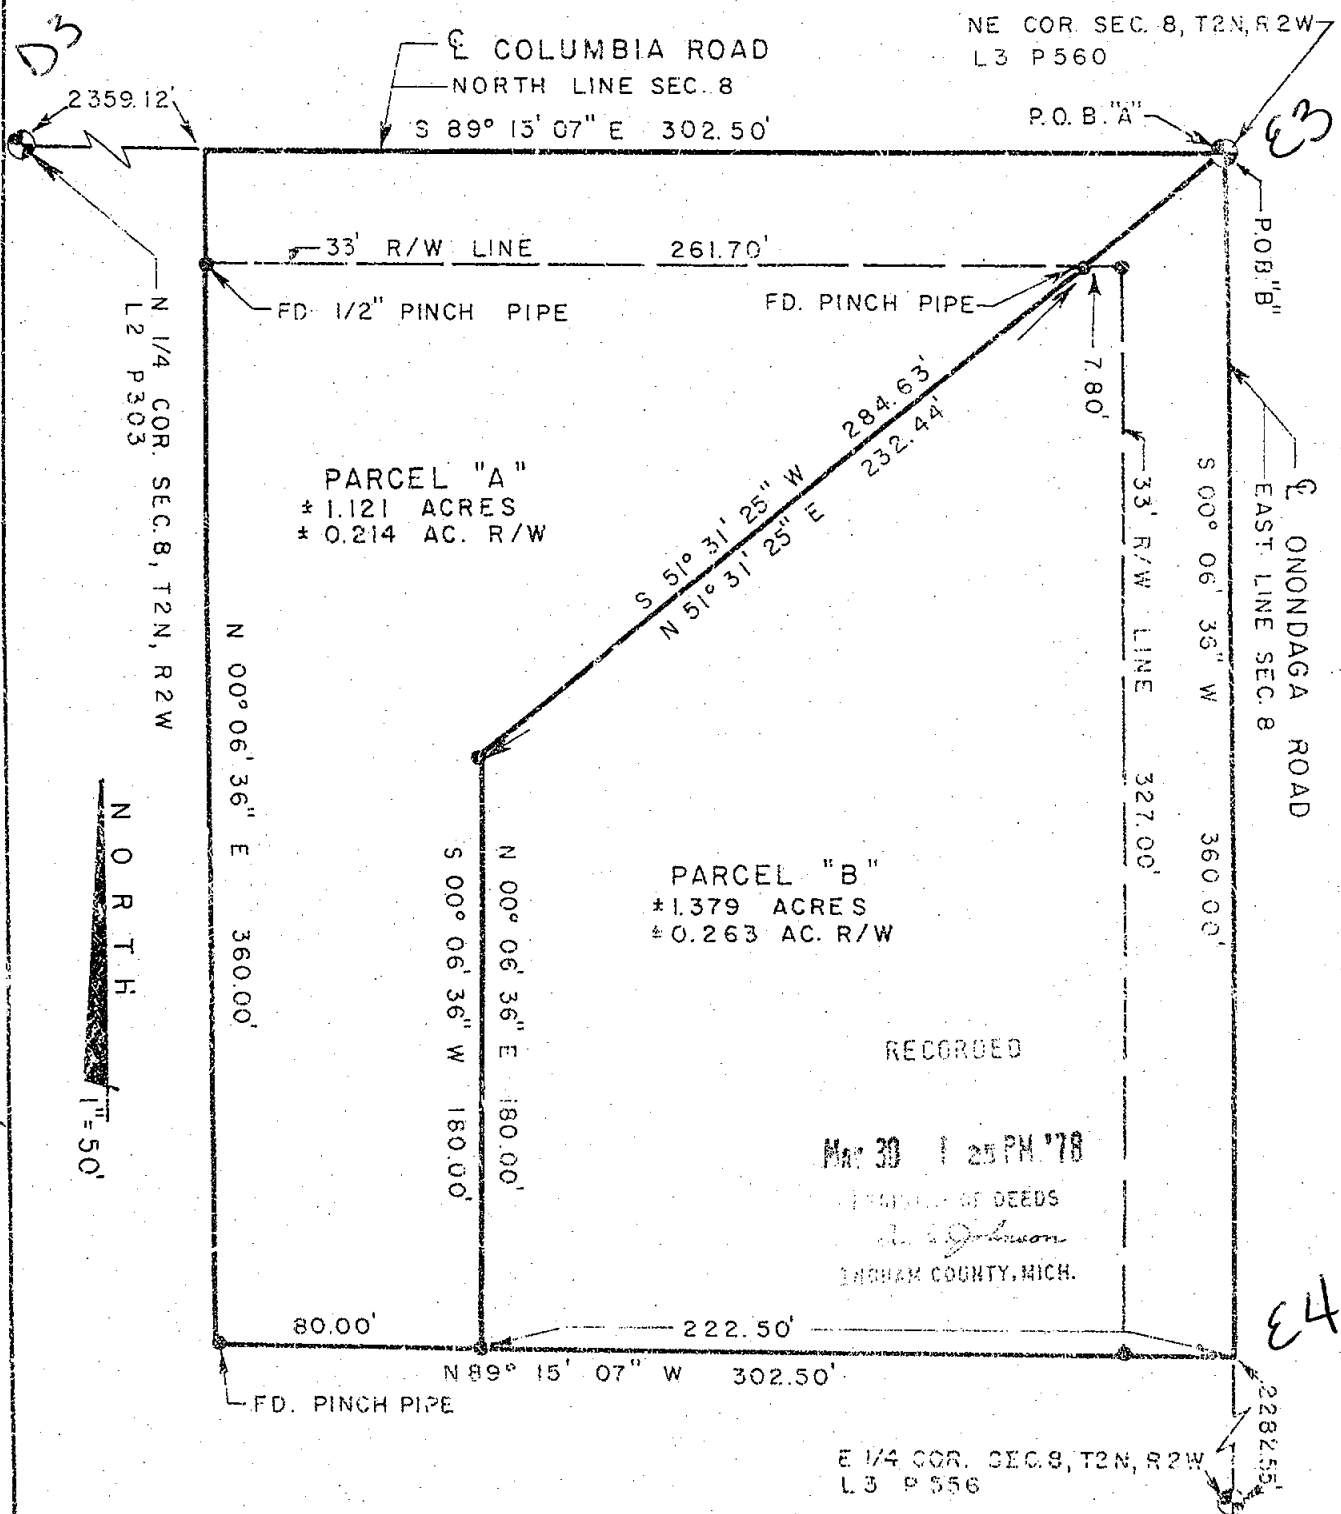 D3
2359.12'
℄ COLUMBIA ROAD
NORTH LINE SEC. 8
S 89° 15' 07" E 302.50'
NE COR. SEC. 8, T2N, R2W
L3 P560
P.O.B. "A"
E3
P.O.B. "B"
33' R/W LINE 261.70'
FD 1/2" PINCH PIPE
FD. PINCH PIPE
7.80'
N 1/4 COR. SEC. 8, T2N, R2W
L2 P303
PARCEL "A"
± 1.121 ACRES
± 0.214 AC. R/W
284.63'
232.44'
S 51° 31' 25" W
N 51° 31' 25" E
33' R/W LINE 327.00'
S 00° 06' 36" W 360.00'
℄ ONONDAGA ROAD
EAST LINE SEC. 8
N 00° 06' 36" E 360.00'
NORTH
1"=50'
S 00° 06' 36" W 180.00'
N 00° 06' 36" E 180.00'
PARCEL "B"
± 1.379 ACRES
± 0.263 AC. R/W
RECORDED
Mar 30 1 25 PM '78
OF DEEDS
Johnson
INGHAM COUNTY, MICH.
80.00'
222.50'
N 89° 15' 07" W 302.50'
FD. PINCH PIPE
E4
2282.55'
E 1/4 COR. SEC. 8, T2N, R2W
L3 P556